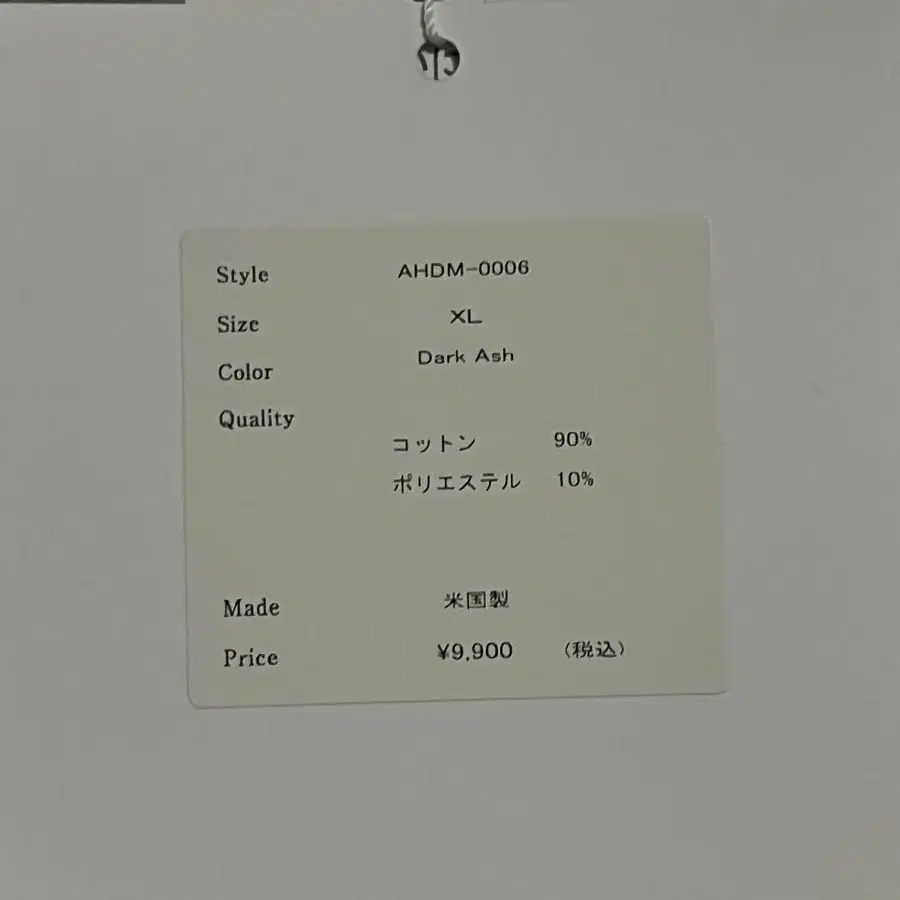 Style AHDM-0006
Size XL
Color Dark Ash
Quality
コットン 90%
ポリエステル 10%
Made 米国製
Price ¥9,900 (税込)